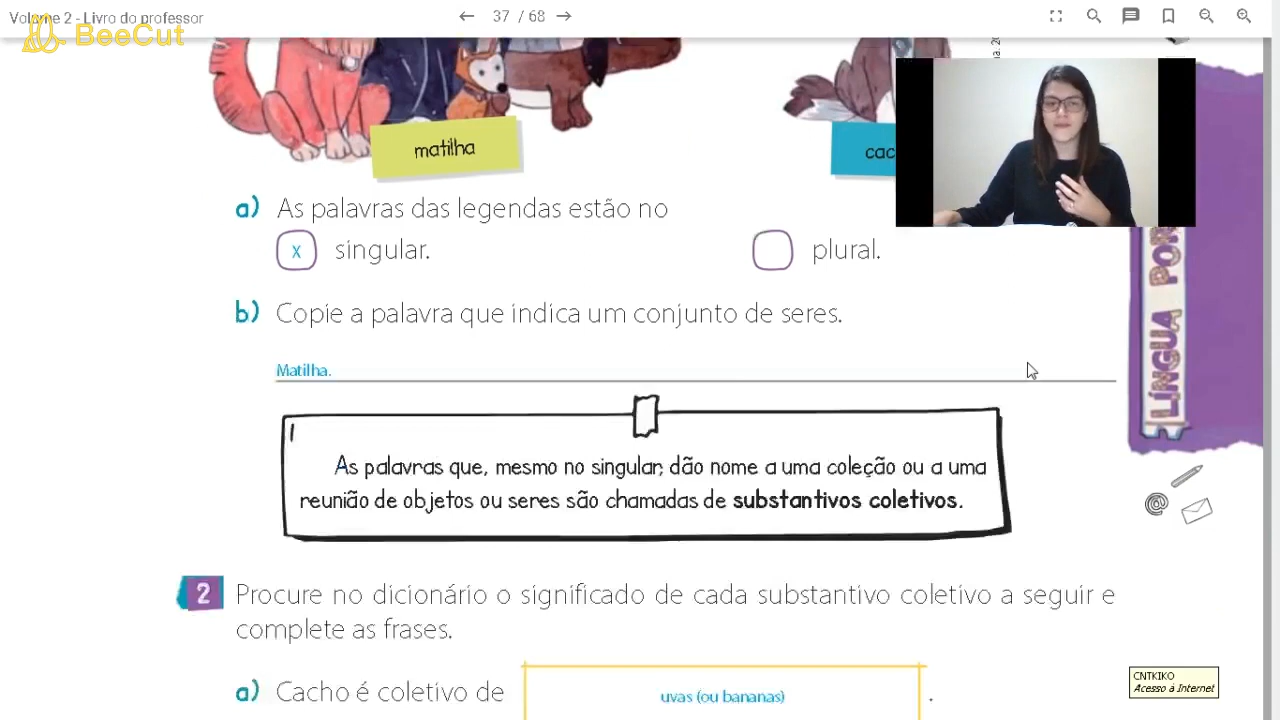 Volume 2 - Livro do professor
37 / 68
BeeCut
matilha
cac
a) As palavras das legendas estão no
x singular.
plural.
b) Copie a palavra que indica um conjunto de seres.
Matilha.
As palavras que, mesmo no singular, dão nome a uma coleção ou a uma
reunião de objetos ou seres são chamadas de substantivos coletivos.
2 Procure no dicionário o significado de cada substantivo coletivo a seguir e
complete as frases.
a) Cacho é coletivo de uvas (ou bananas) .
LÍNGUA POR
@
CNTKIKO
Acesso à Internet